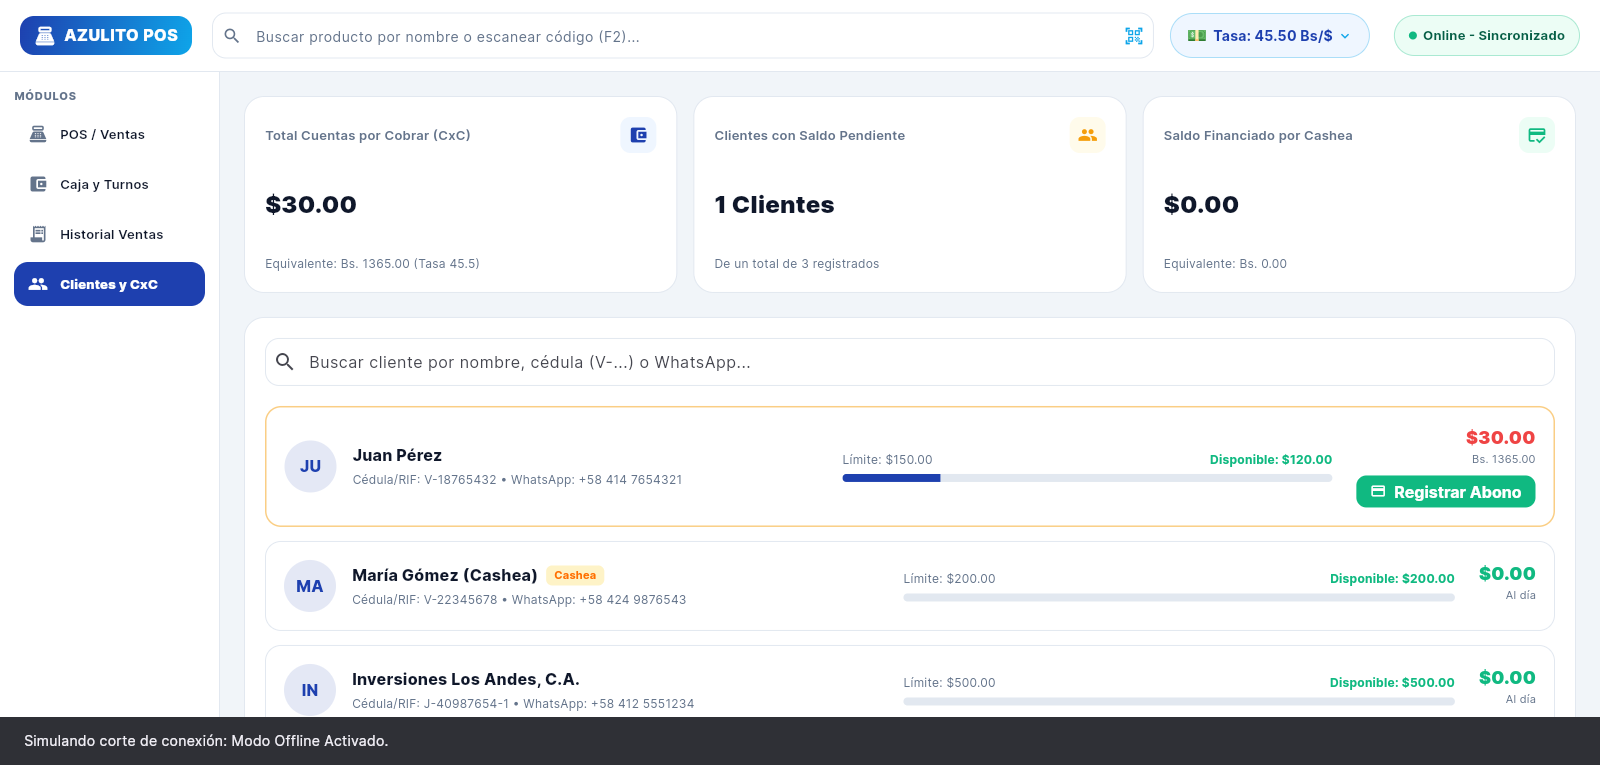 AZULITO POS
Buscar producto por nombre o escanear código (F2)...
Tasa: 45.50 Bs/$
Online - Sincronizado
MÓDULOS
POS / Ventas
Caja y Turnos
Historial Ventas
Clientes y CxC
Total Cuentas por Cobrar (CxC)
$30.00
Equivalente: Bs. 1365.00 (Tasa 45.5)
Clientes con Saldo Pendiente
1 Clientes
De un total de 3 registrados
Saldo Financiado por Cashea
$0.00
Equivalente: Bs. 0.00
Buscar cliente por nombre, cédula (V-...) o WhatsApp...
JU
Juan Pérez
Cédula/RIF: V-18765432 • WhatsApp: +58 414 7654321
Límite: $150.00
Disponible: $120.00
$30.00
Bs. 1365.00
Registrar Abono
MA
María Gómez (Cashea)
Cashea
Cédula/RIF: V-22345678 • WhatsApp: +58 424 9876543
Límite: $200.00
Disponible: $200.00
$0.00
Al día
IN
Inversiones Los Andes, C.A.
Cédula/RIF: J-40987654-1 • WhatsApp: +58 412 5551234
Límite: $500.00
Disponible: $500.00
$0.00
Al día
Simulando corte de conexión: Modo Offline Activado.